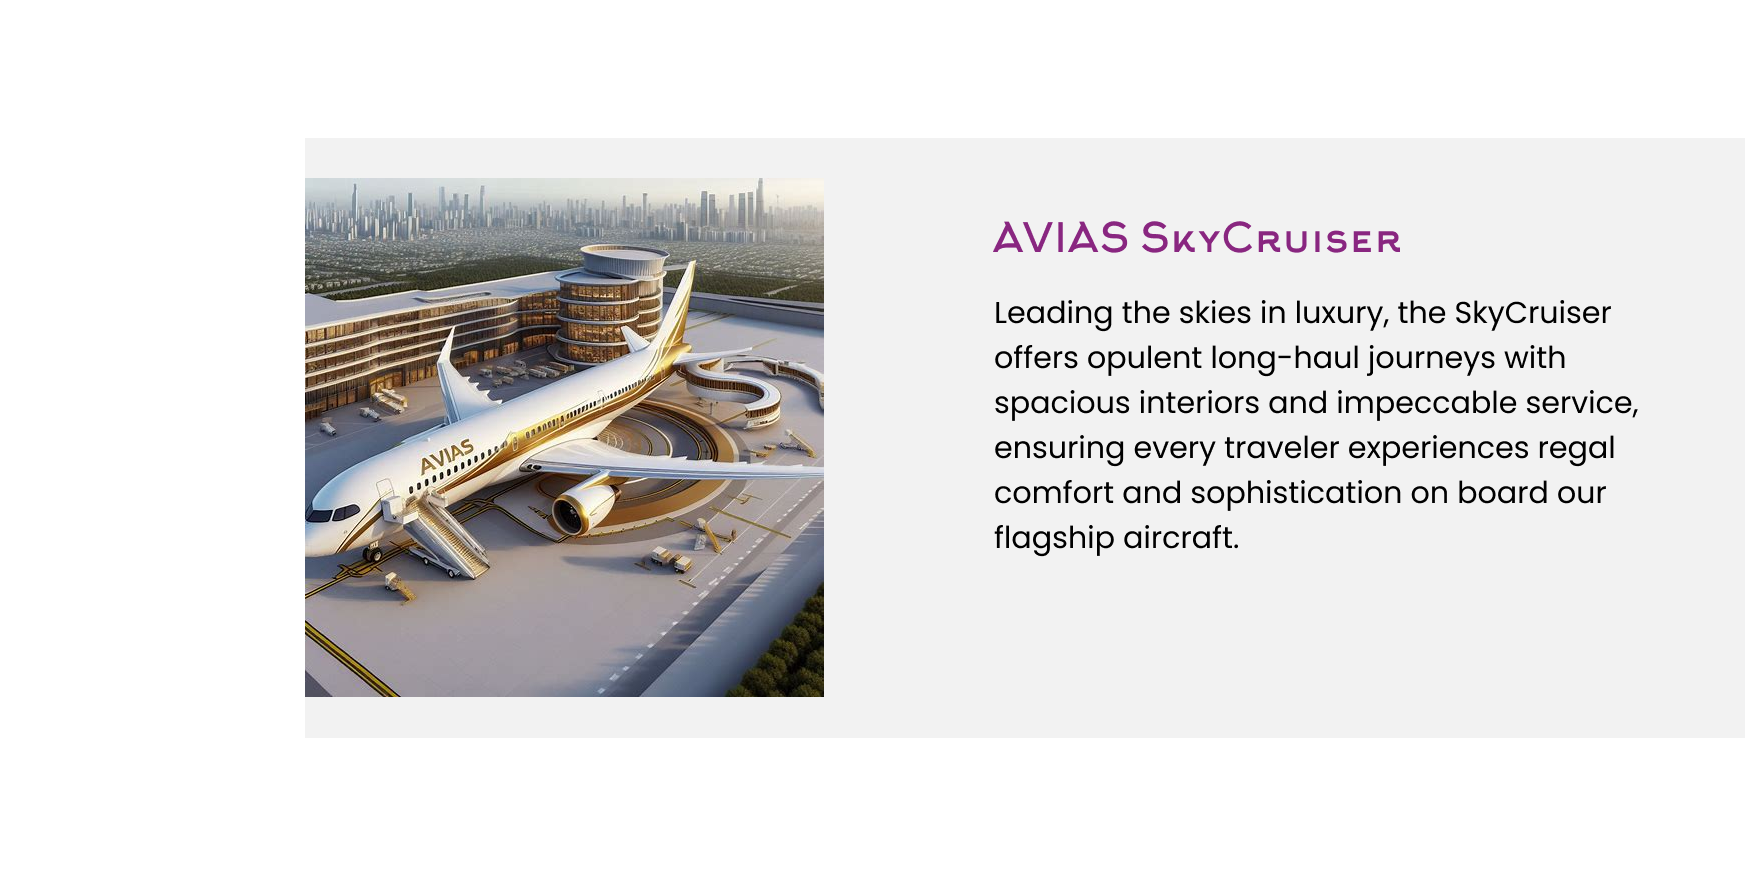 AVIAS SkyCruiser
Leading the skies in luxury, the SkyCruiser
offers opulent long-haul journeys with
spacious interiors and impeccable service,
ensuring every traveler experiences regal
comfort and sophistication on board our
flagship aircraft.
AVIAS